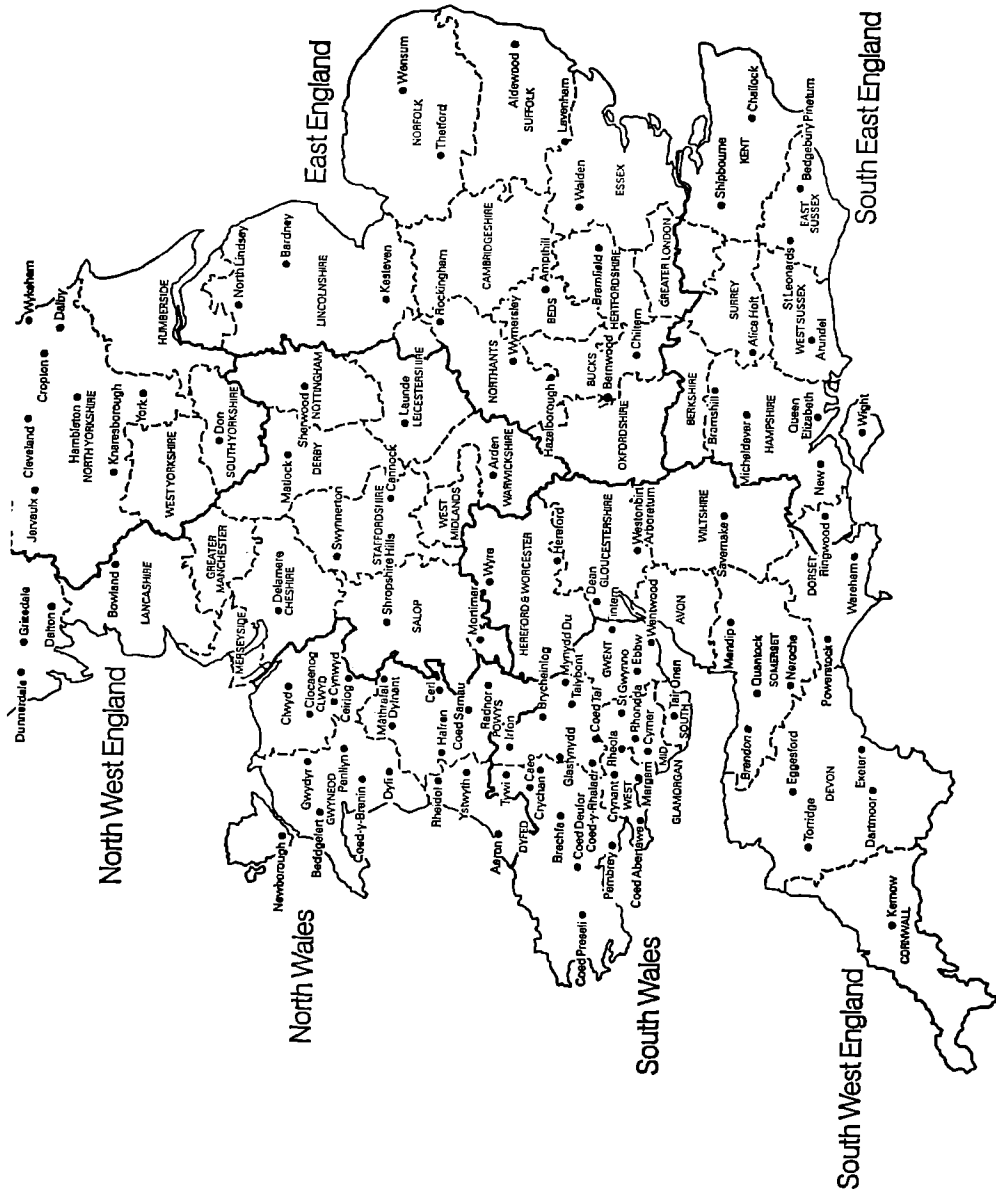 Dunnerdale
Grizedale
Dalton
Jervaulx
Cleveland
Cropton
Wykeham
Dalby
Bowland
LANCASHIRE
Hambleton
NORTH YORKSHIRE
Knaresborough
York
HUMBERSIDE
WEST YORKSHIRE
Don
SOUTH YORKSHIRE
North West England
GREATER
MANCHESTER
MERSEYSIDE
Delamere
CHESHIRE
North Lindsey
Bardney
LINCOLNSHIRE
Kesteven
East England
Newborough
Beddgelert
Gwydyr
GWYNEDD
Penllyn
Coed-y-Brenin
Clwyd
Clocaenog
CLWYD
Cynwyd
Ceiriog
Mathrafal
Dyfnant
Dyfi
North Wales
Matlock
Sherwood
NOTTINGHAM
DERBY
Swynnerton
STAFFORDSHIRE
Cannock
Shropshire Hills
SALOP
WEST
MIDLANDS
Launde
LEICESTERSHIRE
Wensum
NORFOLK
Thetford
Rheidol
Hafren
Cerl
Coed Sarnau
Ystwyth
Radnor
POWYS
Irfon
Mortimer
Wyre
HEREFORD & WORCESTER
Arden
WARWICKSHIRE
Rockingham
NORTHANTS
Wymersley
Hazelborough
CAMBRIDGESHIRE
Aldewood
SUFFOLK
Lavenham
Aeron
Tywi
DYFED
Caeo
Crychan
Brechfa
Coed Deufor
Coed-y-Rhaiadr
Brycheinlog
Mynydd Du
Talybont
Glasfynydd
Coed Taf
Hereford
Dean
GLOUCESTERSHIRE
Ampthill
BEDS
Bramfield
HERTFORDSHIRE
BUCKS
Bernwood
Chiltern
OXFORDSHIRE
Walden
ESSEX
Coed Preseli
Pembrey
Crynant
Rheola
WEST
St Gwynno
GWENT
Tintern
Ebbw
Wentwood
Rhondda
Cymer
Margam
Coed Abertawe
MID
SOUTH
Tair Onen
GLAMORGAN
South Wales
Westonbirt
Arboretum
AVON
WILTSHIRE
Savernake
GREATER LONDON
BERKSHIRE
Bramshill
SURREY
Alice Holt
Micheldever
HAMPSHIRE
Queen
Elizabeth
Shipbourne
KENT
Challock
Brendon
Mendip
Quantock
SOMERSET
Neroche
Eggesford
Torridge
DEVON
Powerstock
DORSET
Ringwood
New
Wight
Wareham
St Leonards
WEST SUSSEX
Arundel
EAST
SUSSEX
Bedgebury Pinetum
South East England
Exeter
Dartmoor
Kernow
CORNWALL
South West England